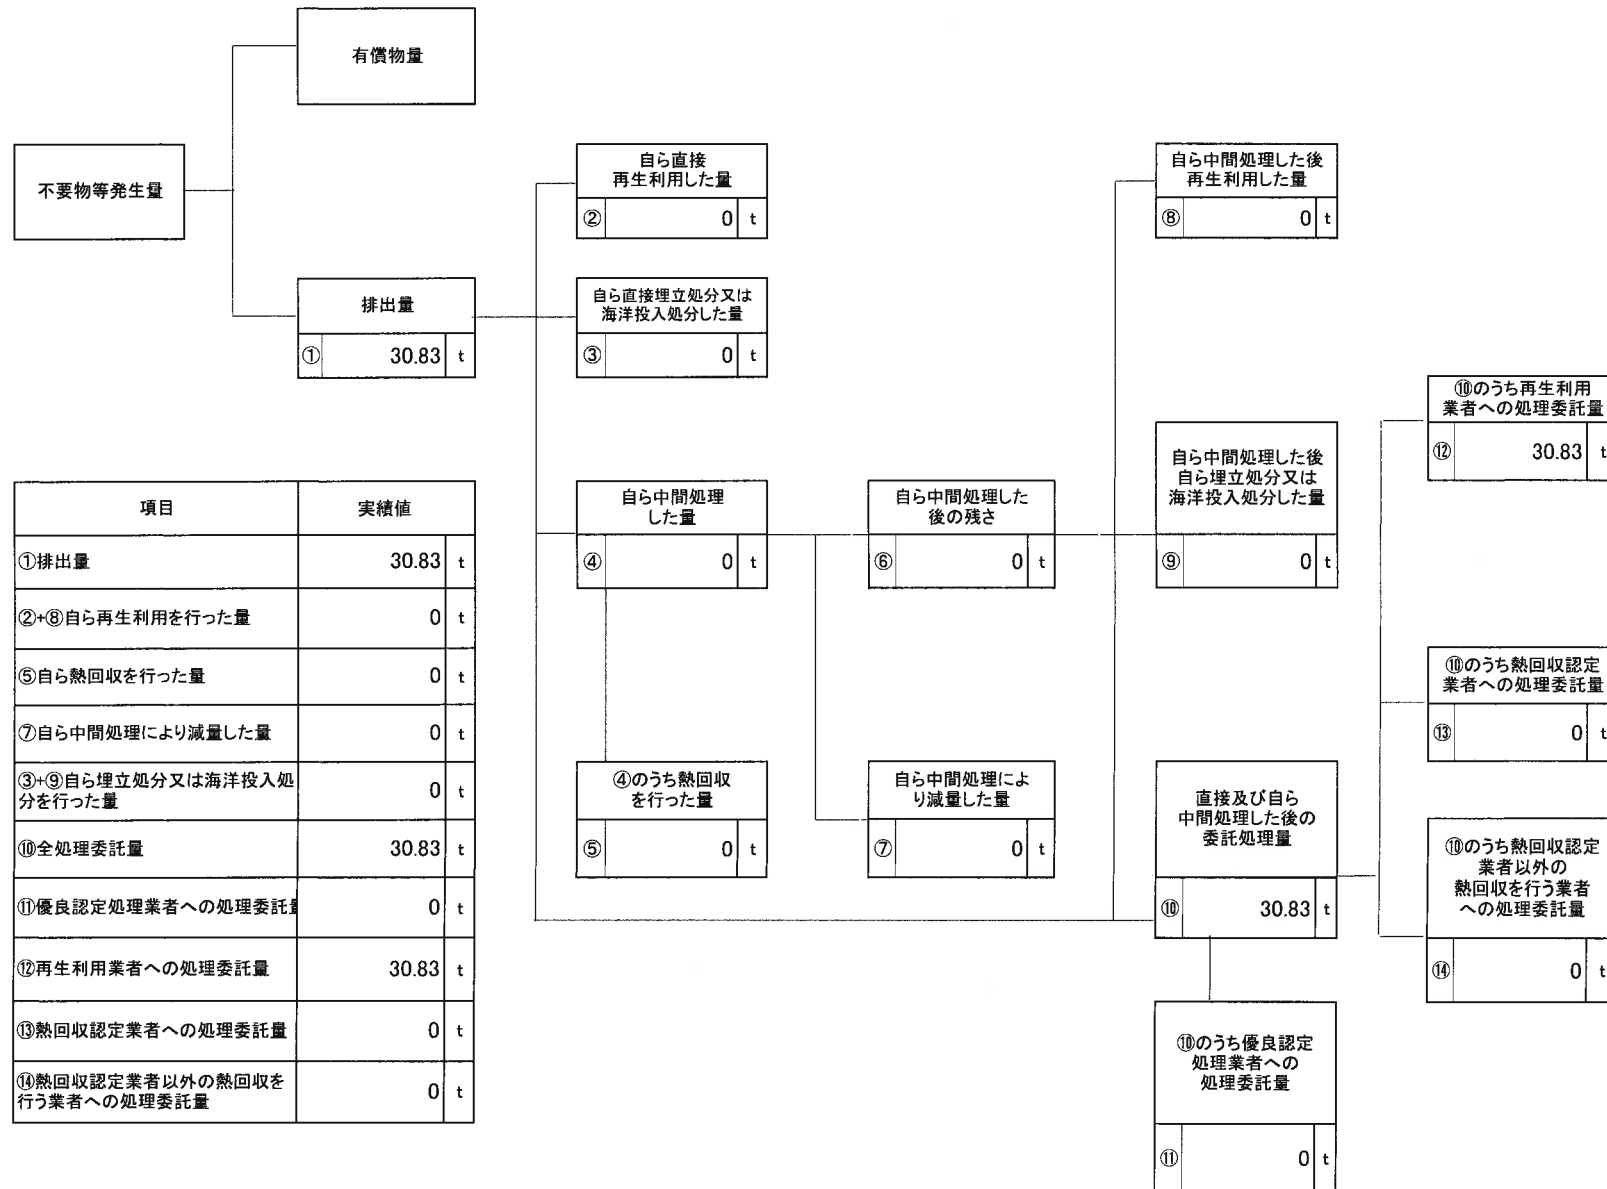 有償物量
不要物等発生量
排出量
① 30.83 t
自ら直接
再生利用した量
② 0 t
自ら直接埋立処分又は
海洋投入処分した量
③ 0 t
自ら中間処理
した量
④ 0 t
④のうち熱回収
を行った量
⑤ 0 t
自ら中間処理した
後の残さ
⑥ 0 t
自ら中間処理によ
り減量した量
⑦ 0 t
自ら中間処理した後
再生利用した量
⑧ 0 t
自ら中間処理した後
自ら埋立処分又は
海洋投入処分した量
⑨ 0 t
直接及び自ら
中間処理した後の
委託処理量
⑩ 30.83 t
⑩のうち優良認定
処理業者への
処理委託量
⑪ 0 t
⑩のうち再生利用
業者への処理委託量
⑫ 30.83 t
⑩のうち熱回収認定
業者への処理委託量
⑬ 0 t
⑩のうち熱回収認定
業者以外の
熱回収を行う業者
への処理委託量
⑭ 0 t
項目 実績値
①排出量 30.83 t
②+⑧自ら再生利用を行った量 0 t
⑤自ら熱回収を行った量 0 t
⑦自ら中間処理により減量した量 0 t
③+⑨自ら埋立処分又は海洋投入処
分を行った量 0 t
⑩全処理委託量 30.83 t
⑪優良認定処理業者への処理委託量 0 t
⑫再生利用業者への処理委託量 30.83 t
⑬熱回収認定業者への処理委託量 0 t
⑭熱回収認定業者以外の熱回収を
行う業者への処理委託量 0 t